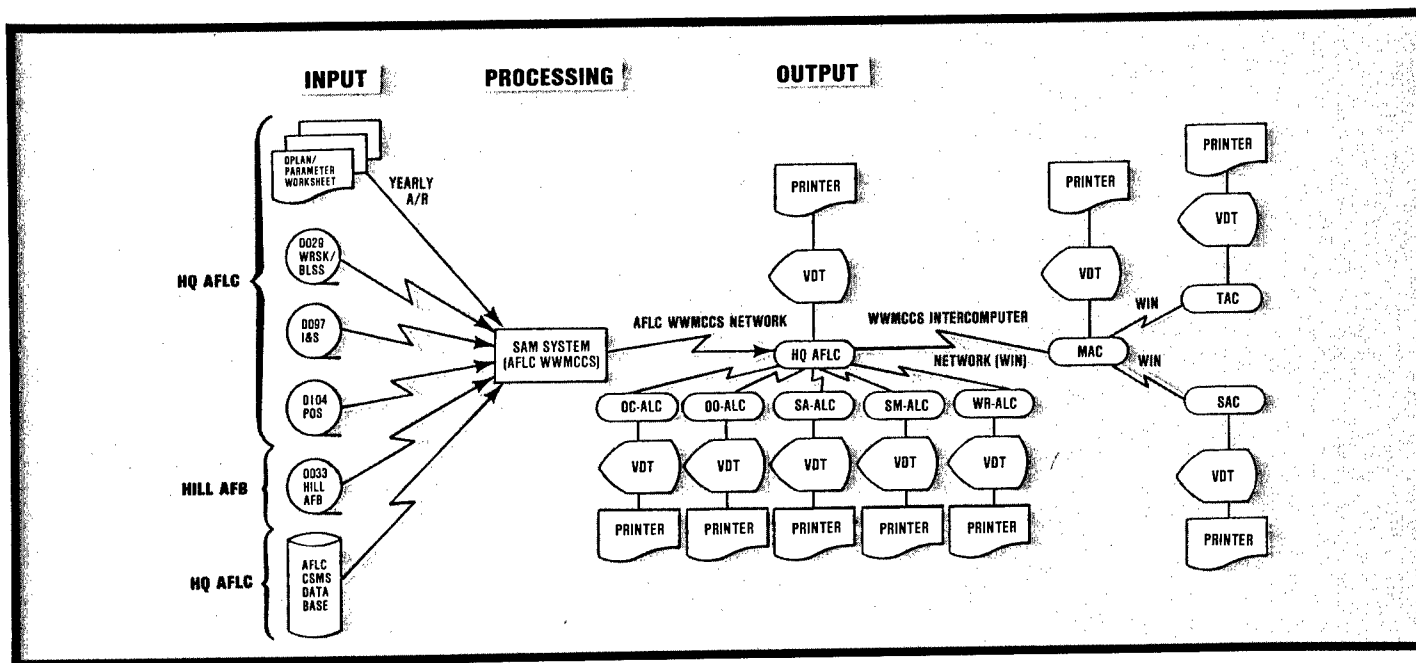 INPUT
PROCESSING
OUTPUT
HQ AFLC
OPLAN/
PARAMETER
WORKSHEET
YEARLY
A/R
D029
WRSK/
BLSS
D097
I&S
D104
POS
HILL AFB
D033
HILL
AFB
HQ AFLC
AFLC
CSMS
DATA
BASE
SAM SYSTEM
(AFLC WWMCCS)
AFLC WWMCCS NETWORK
PRINTER
VDT
HQ AFLC
WWMCCS INTERCOMPUTER
NETWORK (WIN)
OC-ALC
OO-ALC
SA-ALC
SM-ALC
WR-ALC
VDT
VDT
VDT
VDT
VDT
PRINTER
PRINTER
PRINTER
PRINTER
PRINTER
PRINTER
VDT
MAC
WIN
WIN
PRINTER
VDT
TAC
SAC
VDT
PRINTER